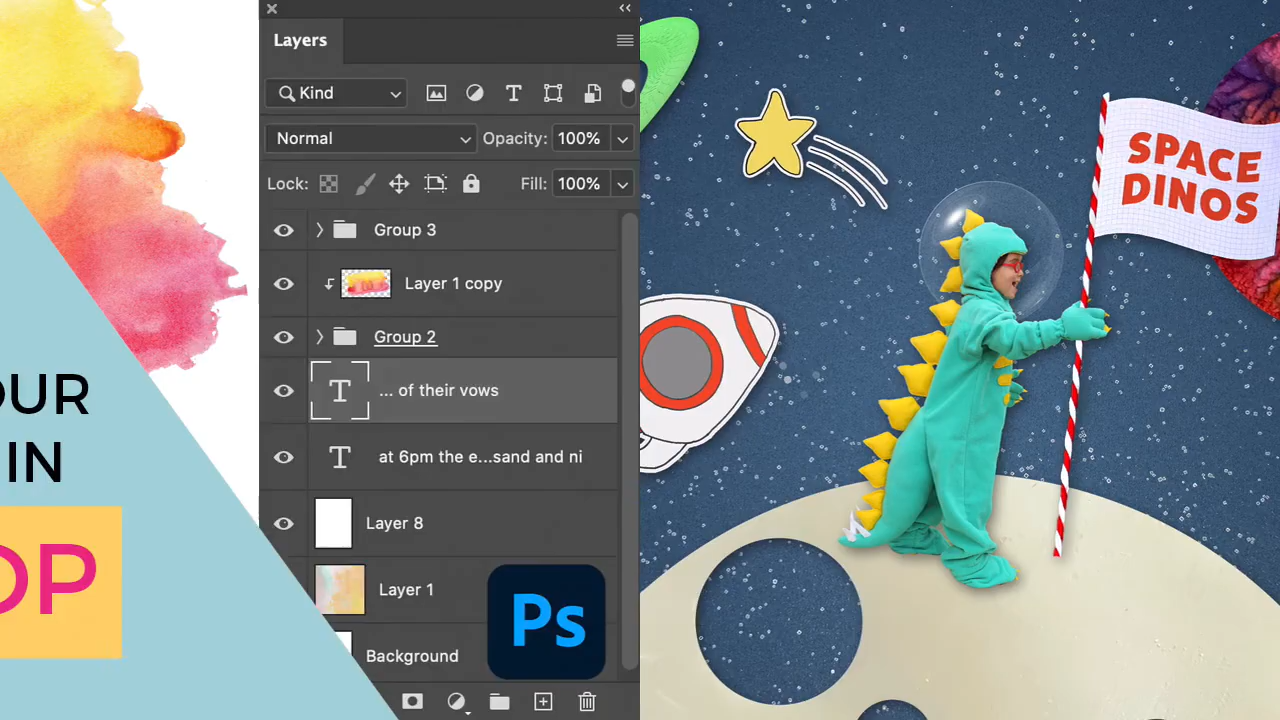 OUR
IN
OP
Layers
Kind
Normal
Opacity: 100%
Lock:
Fill: 100%
Group 3
Layer 1 copy
Group 2
... of their vows
at 6pm the e...sand and ni
Layer 8
Layer 1
Background
Ps
SPACE
DINOS